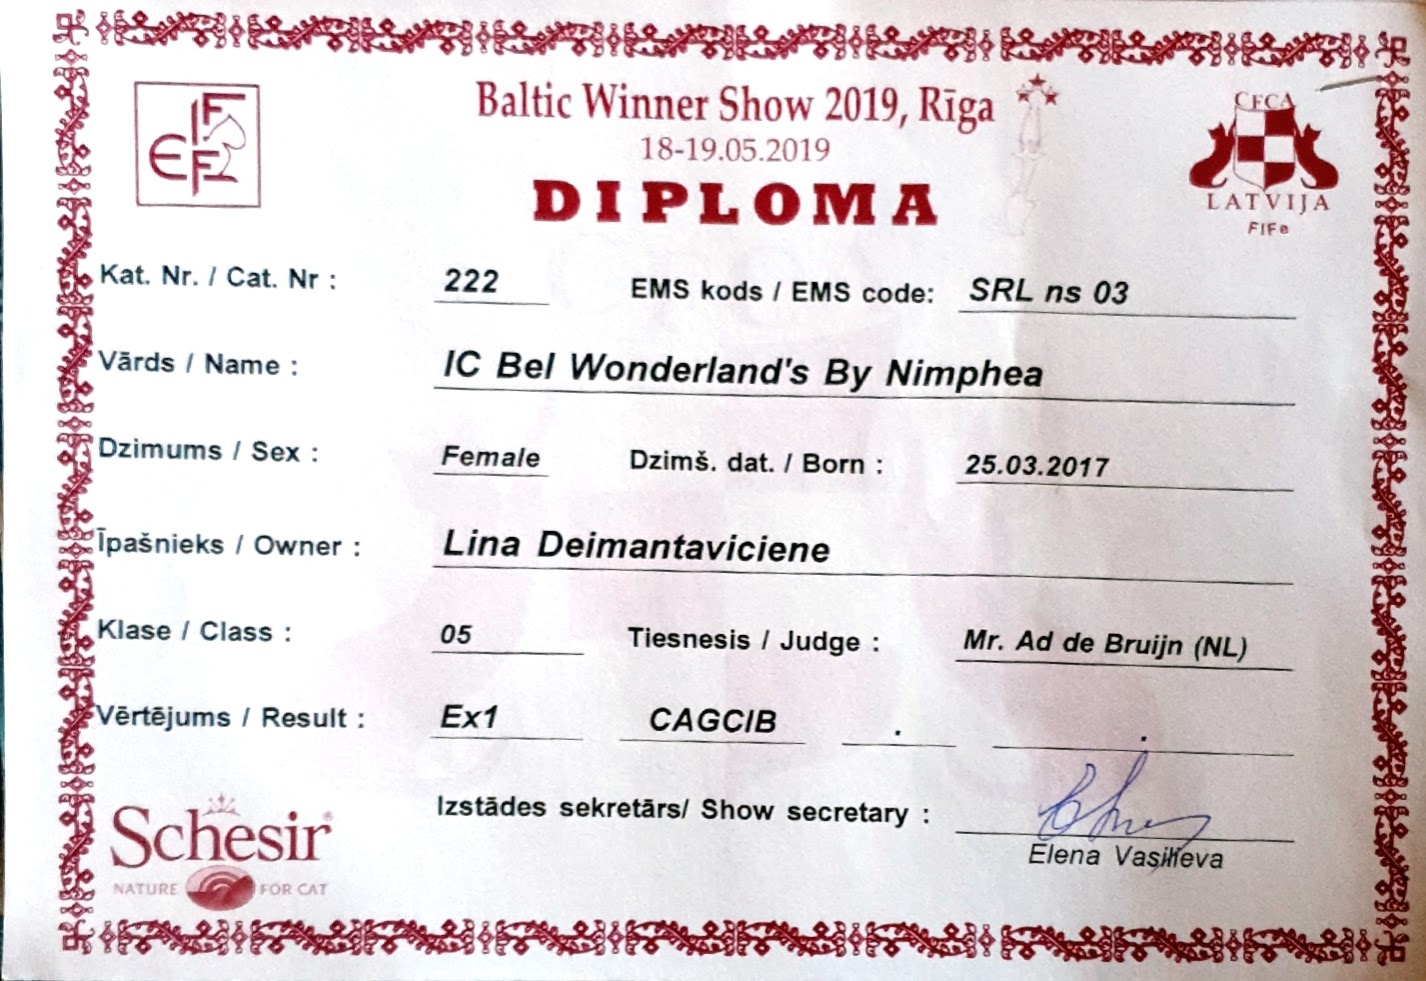 FIFE
Baltic Winner Show 2019, Rīga
18-19.05.2019
DIPLOMA
CFCA
LATVIJA
FIFe
Kat. Nr. / Cat. Nr : 222 EMS kods / EMS code: SRL ns 03
Vārds / Name : IC Bel Wonderland's By Nimphea
Dzimums / Sex : Female Dzimš. dat. / Born : 25.03.2017
Īpašnieks / Owner : Lina Deimantaviciene
Klase / Class : 05 Tiesnesis / Judge : Mr. Ad de Bruijn (NL)
Vērtējums / Result : Ex1 CAGCIB . .
Izstādes sekretārs/ Show secretary :
Elena Vasilieva
Schesir®
NATURE FOR CAT